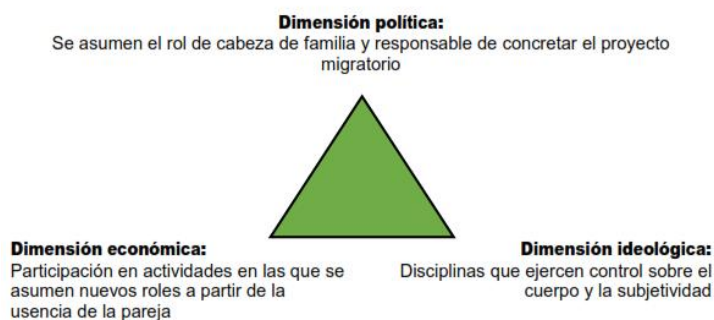 Dimensión política:
Se asumen el rol de cabeza de familia y responsable de concretar el proyecto
migratorio
Dimensión económica:
Participación en actividades en las que se
asumen nuevos roles a partir de la
usencia de la pareja
Dimensión ideológica:
Disciplinas que ejercen control sobre el
cuerpo y la subjetividad